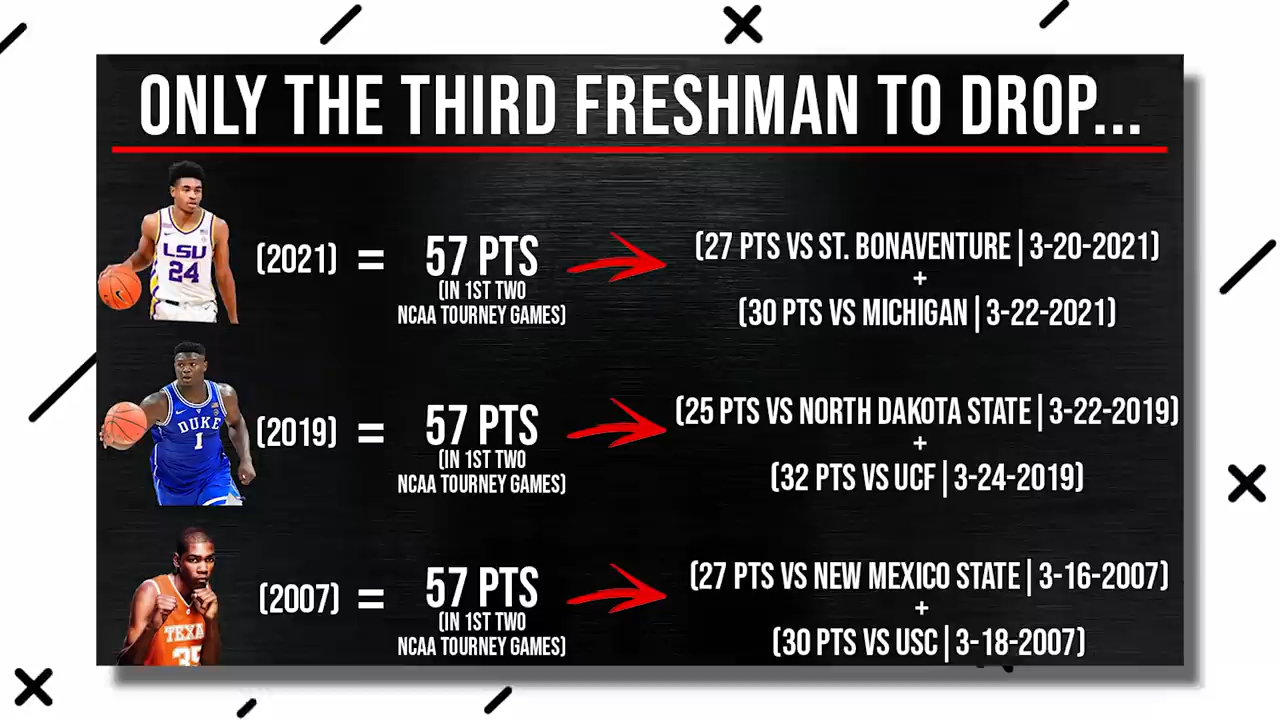 ONLY THE THIRD FRESHMAN TO DROP...
LSU
24
(2021) = 57 PTS
(IN 1ST TWO
NCAA TOURNEY GAMES)
(27 PTS VS ST. BONAVENTURE | 3-20-2021)
+
(30 PTS VS MICHIGAN | 3-22-2021)
DUKE
1
(2019) = 57 PTS
(IN 1ST TWO
NCAA TOURNEY GAMES)
(25 PTS VS NORTH DAKOTA STATE | 3-22-2019)
+
(32 PTS VS UCF | 3-24-2019)
TEXA
35
(2007) = 57 PTS
(IN 1ST TWO
NCAA TOURNEY GAMES)
(27 PTS VS NEW MEXICO STATE | 3-16-2007)
+
(30 PTS VS USC | 3-18-2007)